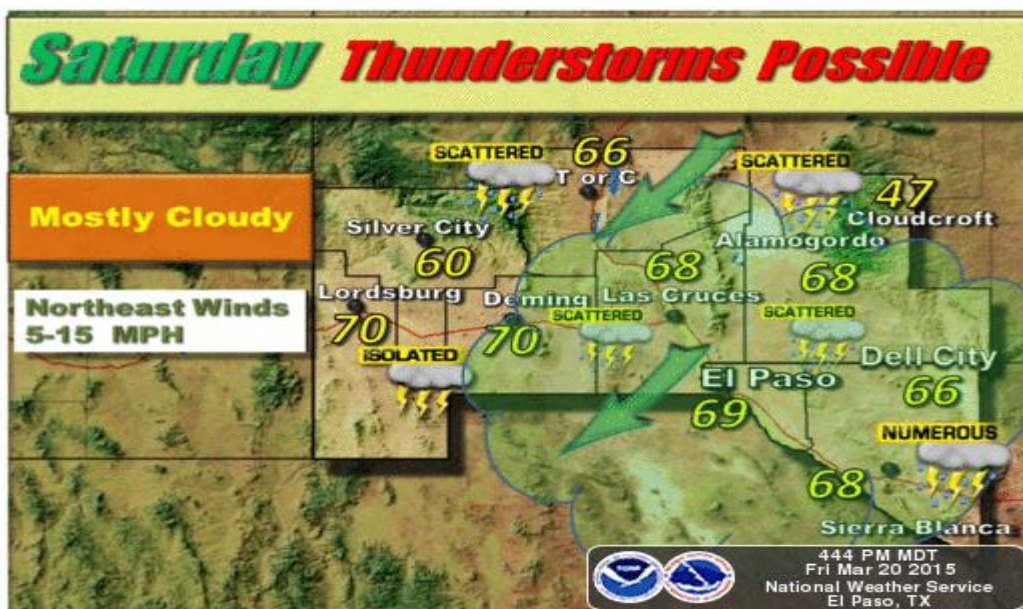 Saturday Thunderstorms Possible
SCATTERED
66
T or C
SCATTERED
47
Cloudcroft
Mostly Cloudy
Silver City
60
Alamogordo
68
68
Northeast Winds
5-15 MPH
Lordsburg
70
Deming
70
Las Cruces
SCATTERED
SCATTERED
ISOLATED
El Paso
69
Dell City
66
NUMEROUS
68
Sierra Blanca
444 PM MDT
Fri Mar 20 2015
National Weather Service
El Paso, TX